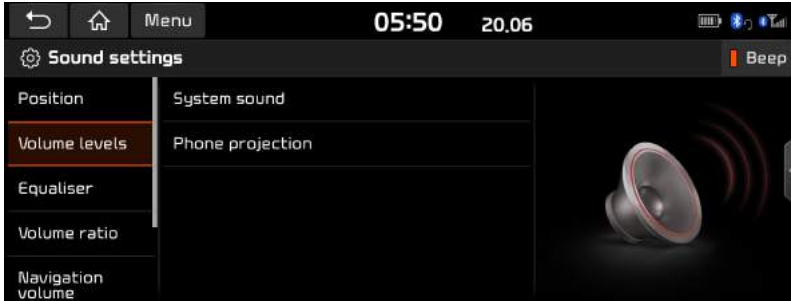 Menu
05:50
20.06
Sound settings
Beep
Position
System sound
Volume levels
Phone projection
Equaliser
Volume ratio
Navigation
volume